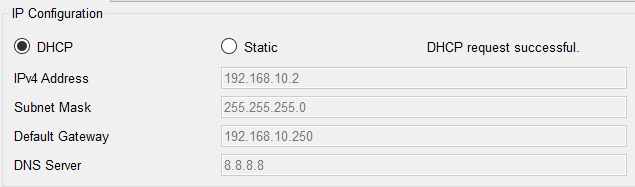 IP Configuration
DHCP Static DHCP request successful.
IPv4 Address 192.168.10.2
Subnet Mask 255.255.255.0
Default Gateway 192.168.10.250
DNS Server 8.8.8.8